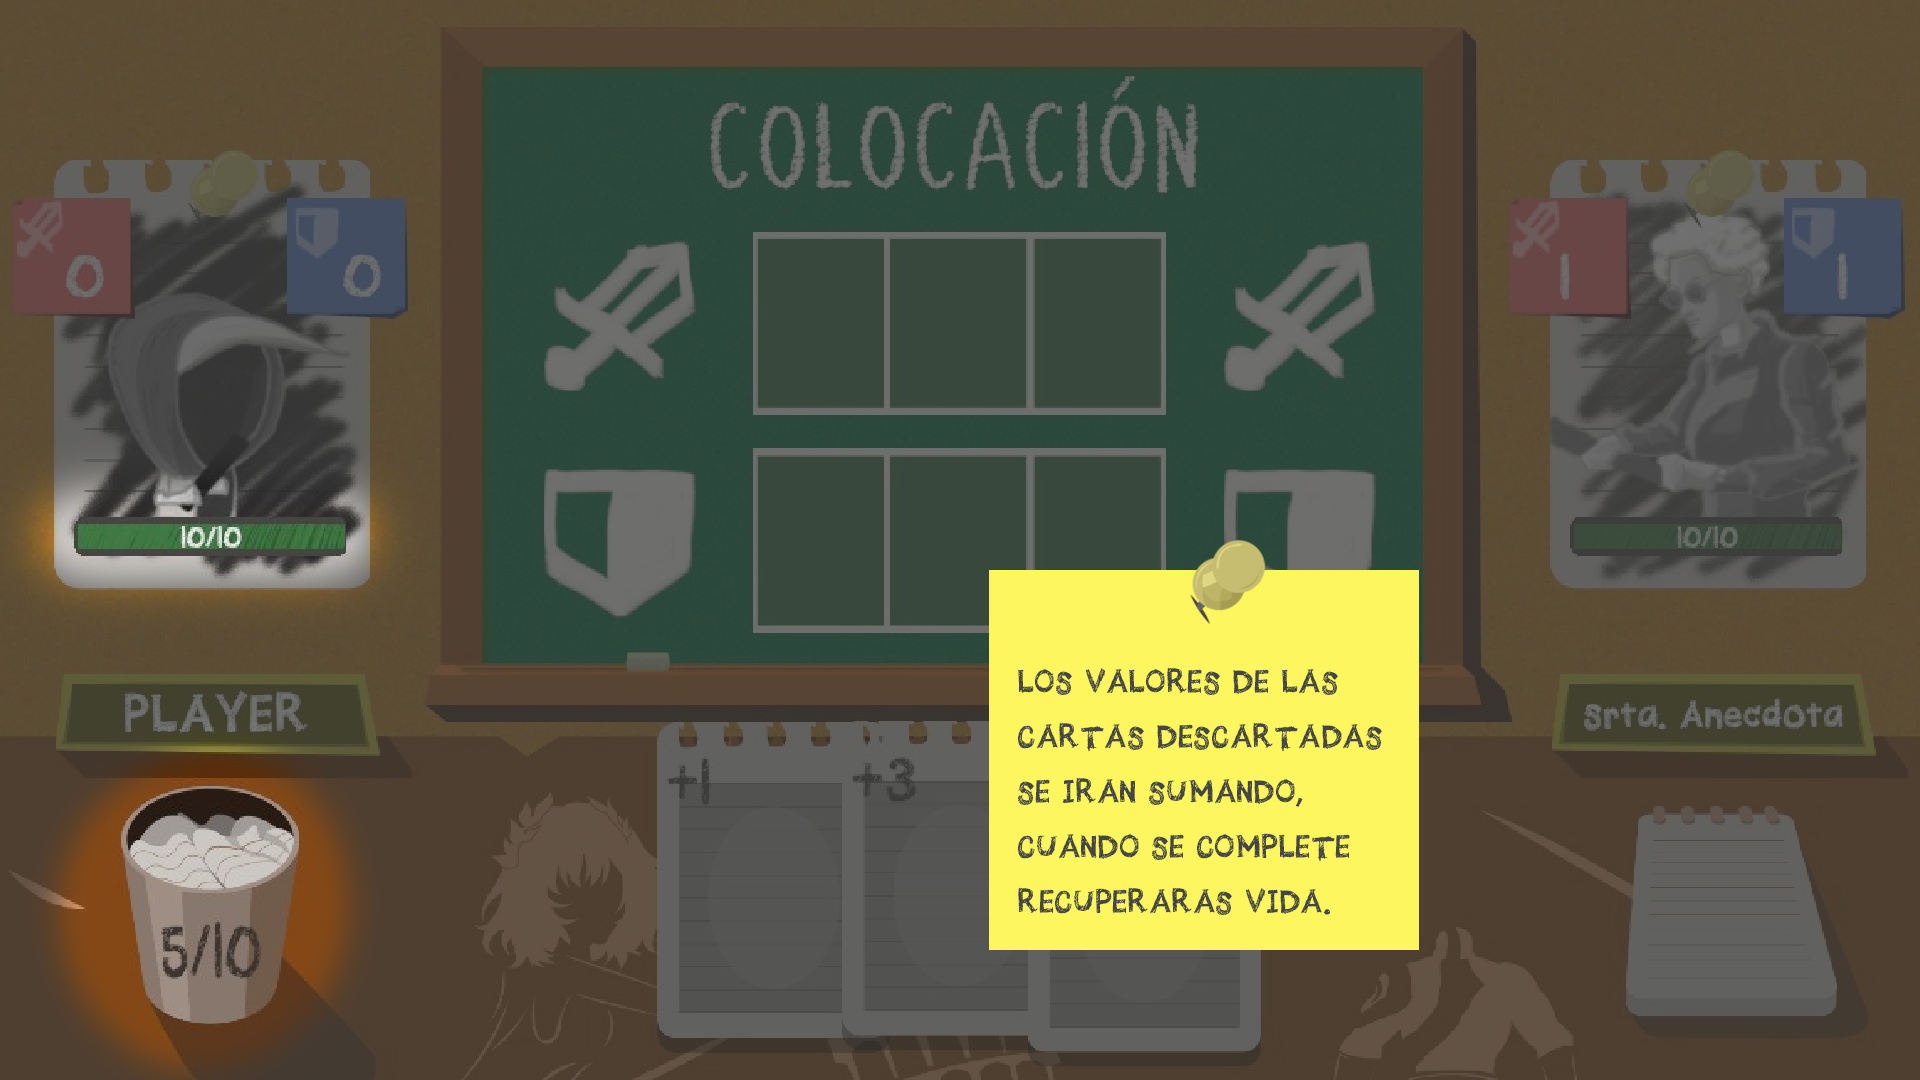 COLOCACIÓN
0
0
1
1
10/10
10/10
PLAYER
Srta. Anecdota
+1
+3
5/10
LOS VALORES DE LAS
CARTAS DESCARTADAS
SE IRAN SUMANDO,
CUANDO SE COMPLETE
RECUPERARAS VIDA.